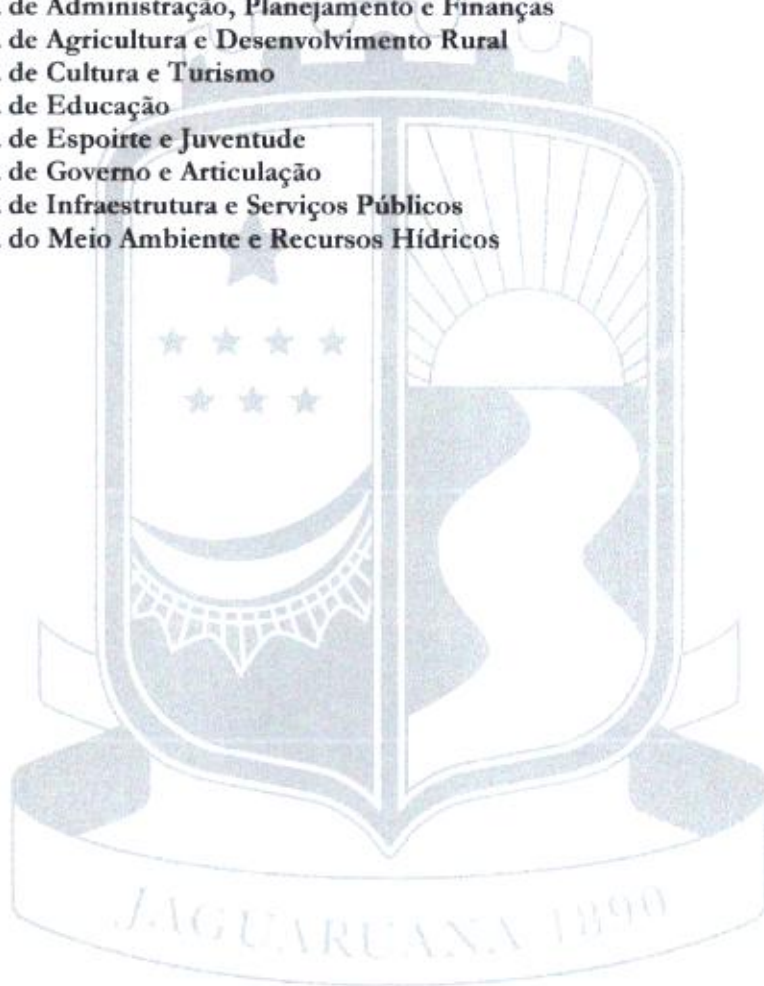 de Administração, Planejamento e Finanças
de Agricultura e Desenvolvimento Rural
de Cultura e Turismo
de Educação
de Espoirte e Juventude
de Governo e Articulação
de Infraestrutura e Serviços Públicos
do Meio Ambiente e Recursos Hídricos
JAGUARUANA 1890